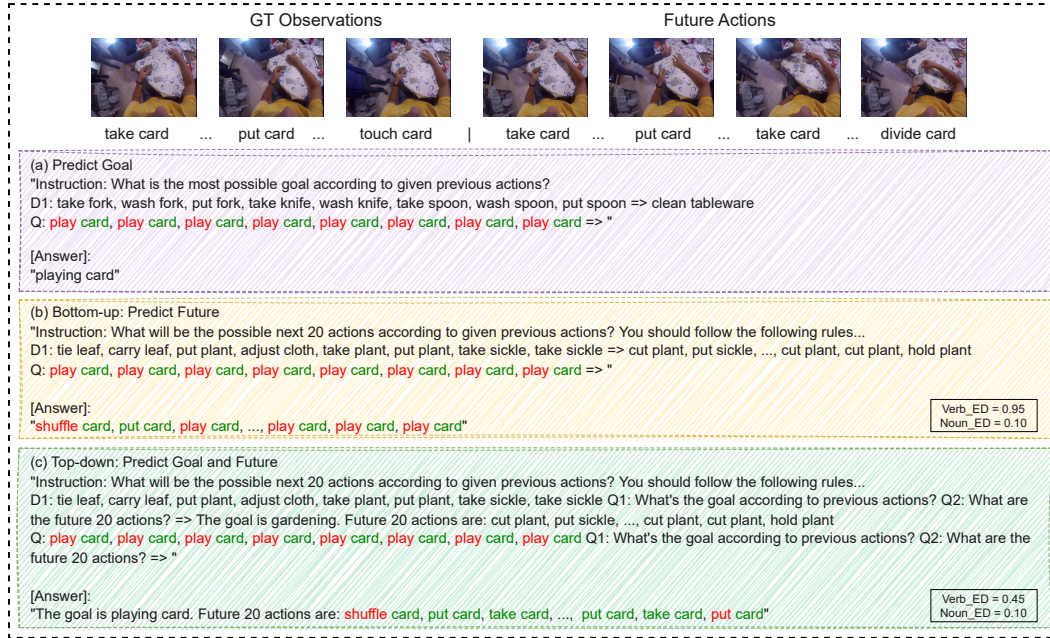 GT Observations Future Actions
take card ... put card ... touch card | take card ... put card ... take card ... divide card
(a) Predict Goal
"Instruction: What is the most possible goal according to given previous actions?
D1: take fork, wash fork, put fork, take knife, wash knife, take spoon, wash spoon, put spoon => clean tableware
Q: play card, play card, play card, play card, play card, play card, play card, play card => "
[Answer]:
"playing card"
(b) Bottom-up: Predict Future
"Instruction: What will be the possible next 20 actions according to given previous actions? You should follow the following rules...
D1: tie leaf, carry leaf, put plant, adjust cloth, take plant, put plant, take sickle, take sickle => cut plant, put sickle, ..., cut plant, cut plant, hold plant
Q: play card, play card, play card, play card, play card, play card, play card, play card => "
[Answer]:
"shuffle card, put card, play card, ..., play card, play card, play card"
Verb_ED = 0.95
Noun_ED = 0.10
(c) Top-down: Predict Goal and Future
"Instruction: What will be the possible next 20 actions according to given previous actions? You should follow the following rules...
D1: tie leaf, carry leaf, put plant, adjust cloth, take plant, put plant, take sickle, take sickle Q1: What's the goal according to previous actions? Q2: What are
the future 20 actions? => The goal is gardening. Future 20 actions are: cut plant, put sickle, ..., cut plant, cut plant, hold plant
Q: play card, play card, play card, play card, play card, play card, play card, play card Q1: What's the goal according to previous actions? Q2: What are the
future 20 actions? => "
[Answer]:
"The goal is playing card. Future 20 actions are: shuffle card, put card, take card, ..., put card, take card, put card"
Verb_ED = 0.45
Noun_ED = 0.10